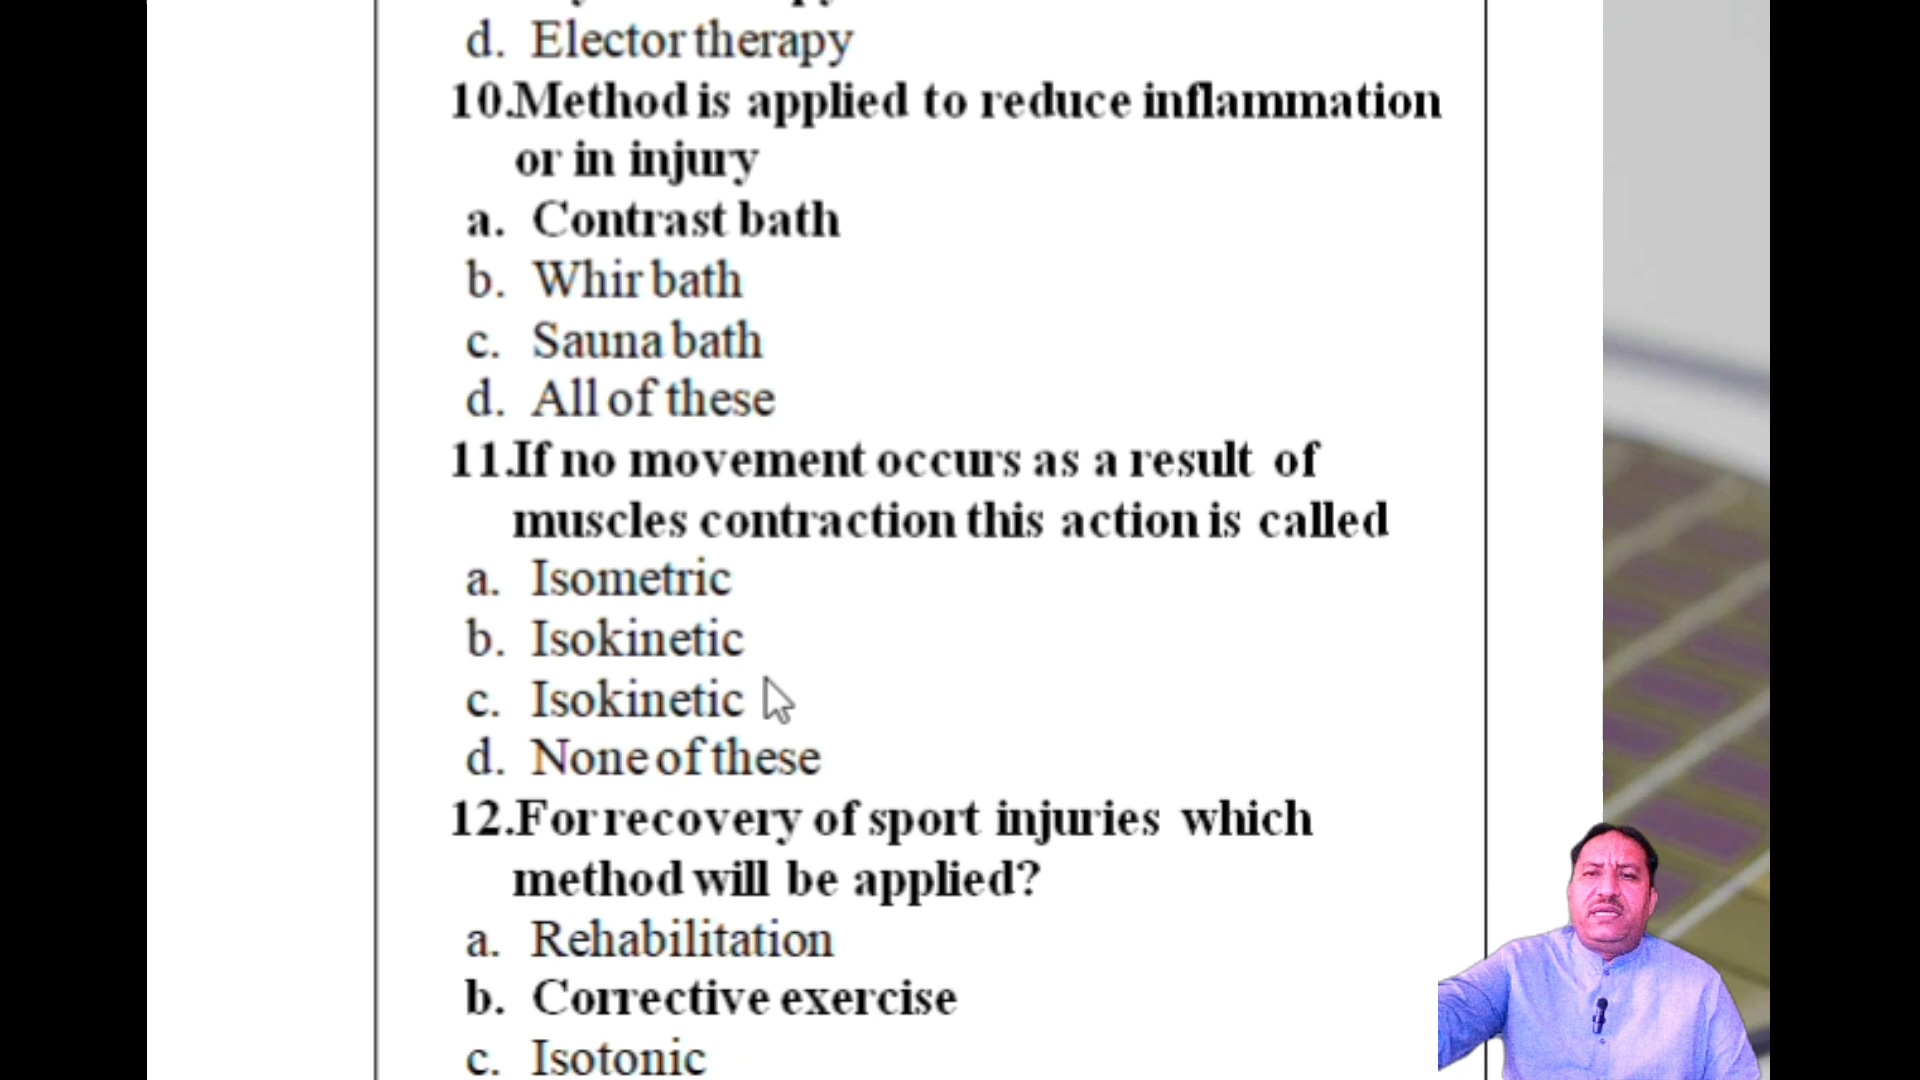 d. Elector therapy
10.Method is applied to reduce inflammation
or in injury
a. Contrast bath
b. Whir bath
c. Sauna bath
d. All of these
11.If no movement occurs as a result of
muscles contraction this action is called
a. Isometric
b. Isokinetic
c. Isokinetic
d. None of these
12.For recovery of sport injuries which
method will be applied?
a. Rehabilitation
b. Corrective exercise
c. Isotonic